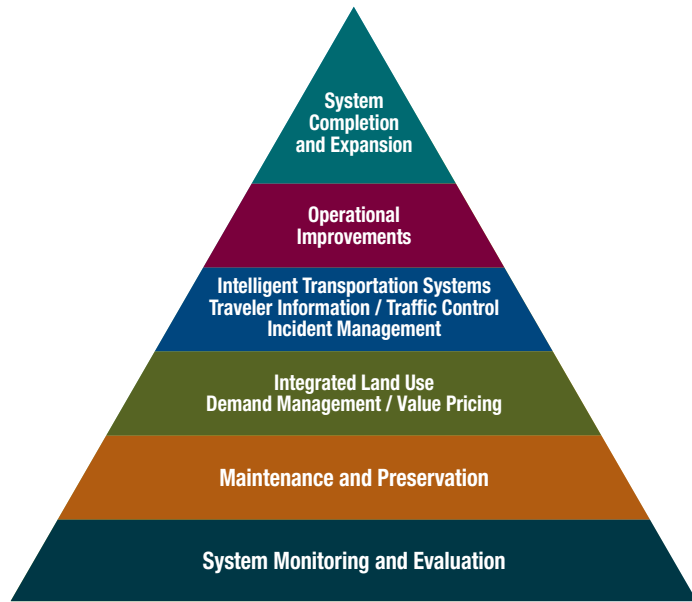 System
Completion
and Expansion
Operational
Improvements
Intelligent Transportation Systems
Traveler Information / Traffic Control
Incident Management
Integrated Land Use
Demand Management / Value Pricing
Maintenance and Preservation
System Monitoring and Evaluation